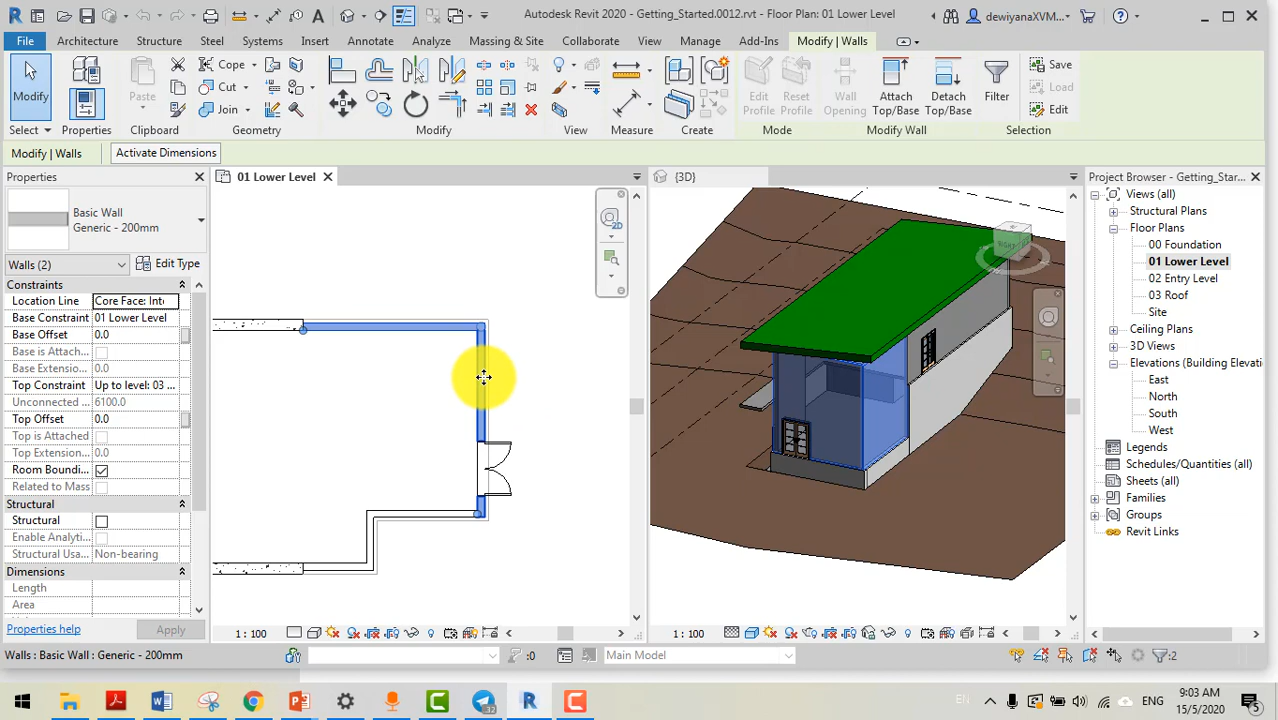 Autodesk Revit 2020 - Getting_Started.0012.rvt - Floor Plan: 01 Lower Level
dewiyanaXVM...
File Architecture Structure Steel Systems Insert Annotate Analyze Massing & Site Collaborate View Add-Ins Modify | Walls
Modify
Select
Properties
Paste
Cope
Cut
Join
Clipboard
Geometry
Modify
View
Measure
Create
Edit Profile
Reset Profile
Mode
Wall Opening
Attach Top/Base
Detach Top/Base
Modify Wall
Filter
Save
Load
Edit
Selection
Modify | Walls
Activate Dimensions
Properties
Basic Wall
Generic - 200mm
Walls (2)
Edit Type
Constraints
Location Line Core Face: Int
Base Constraint 01 Lower Level
Base Offset 0.0
Base is Attach...
Base Extensio...
Top Constraint Up to level: 03 ...
Unconnected 6100.0
Top Offset 0.0
Top is Attached
Top Extension...
Room Boundi...
Related to Mass
Structural
Structural
Enable Analyti...
Structural Usa... Non-bearing
Dimensions
Length
Area
Properties help
Apply
01 Lower Level
2D
1 : 100
{3D}
1 : 100
Project Browser - Getting_Star...
Views (all)
Structural Plans
Floor Plans
00 Foundation
01 Lower Level
02 Entry Level
03 Roof
Site
Ceiling Plans
3D Views
Elevations (Building Elevati
East
North
South
West
Legends
Schedules/Quantities (all)
Sheets (all)
Families
Groups
Revit Links
Walls : Basic Wall : Generic - 200mm
:0
Main Model
:2
ENG
9:03 AM
15/5/2020